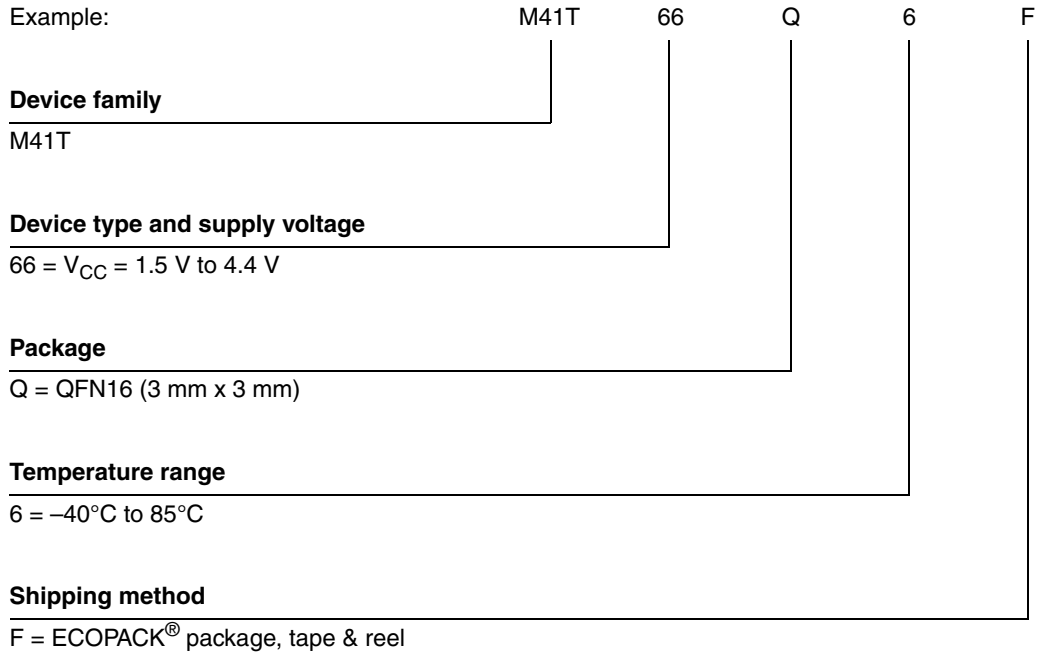 Example: M41T 66 Q 6 F
Device family
M41T
Device type and supply voltage
66 = VCC = 1.5 V to 4.4 V
Package
Q = QFN16 (3 mm x 3 mm)
Temperature range
6 = –40°C to 85°C
Shipping method
F = ECOPACK® package, tape & reel